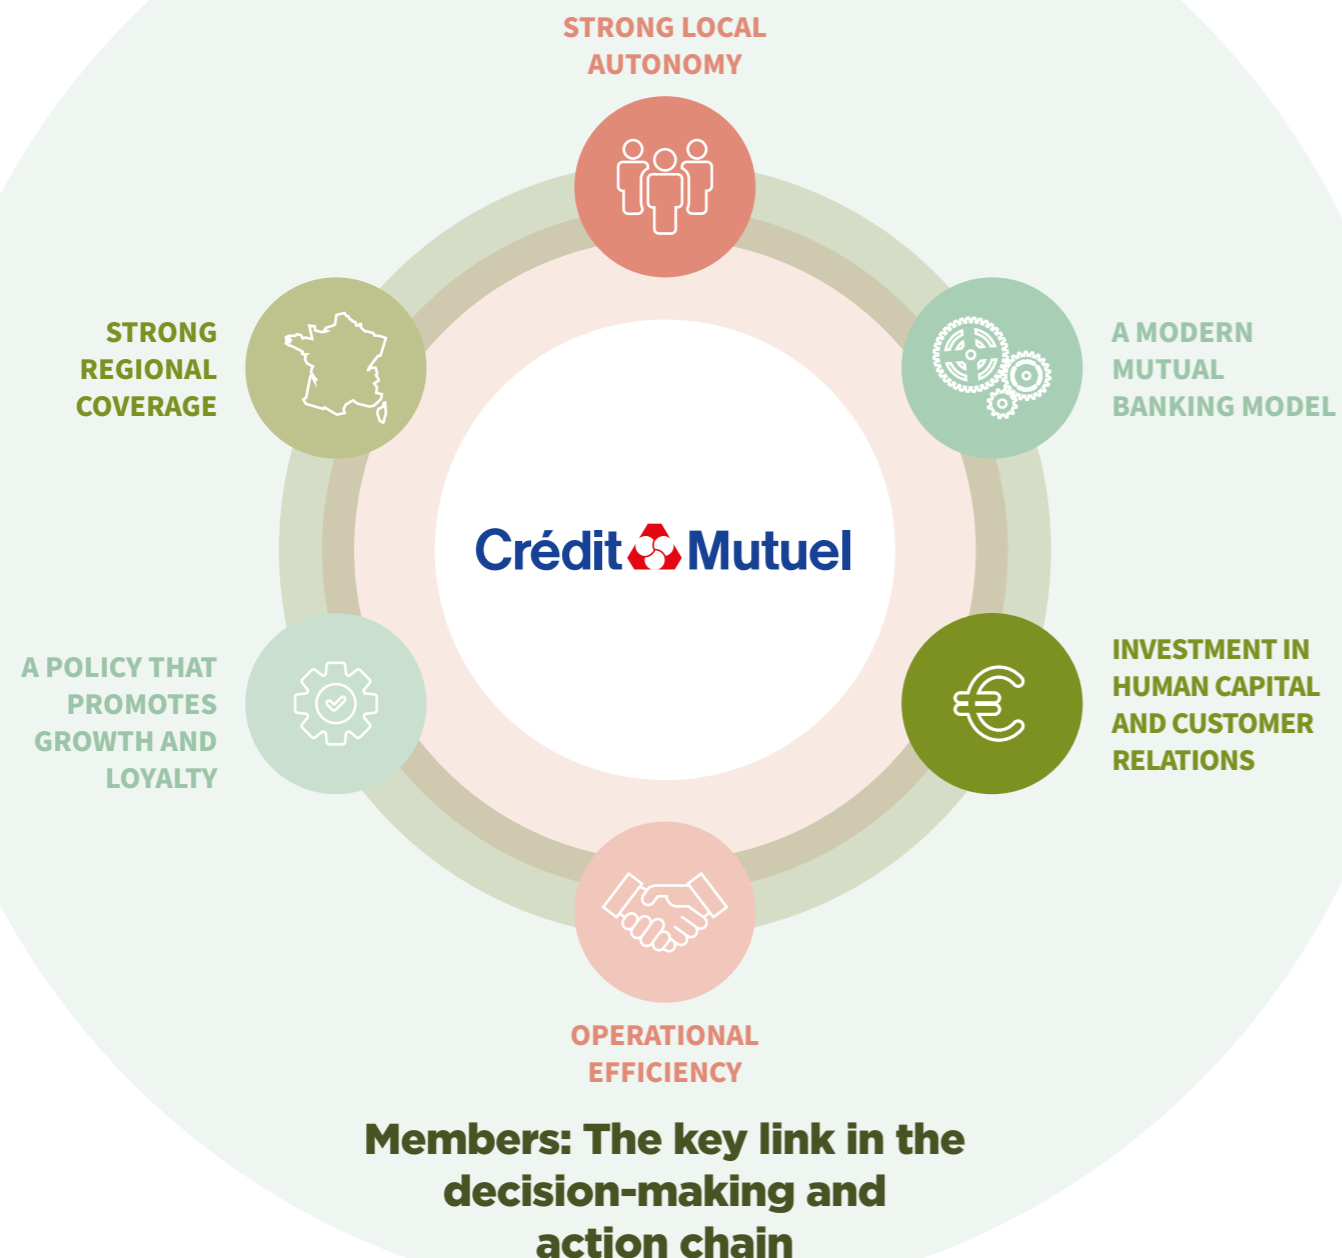 STRONG LOCAL
AUTONOMY
STRONG
REGIONAL
COVERAGE
A MODERN
MUTUAL
BANKING MODEL
Crédit Mutuel
A POLICY THAT
PROMOTES
GROWTH AND
LOYALTY
INVESTMENT IN
HUMAN CAPITAL
AND CUSTOMER
RELATIONS
OPERATIONAL
EFFICIENCY
Members: The key link in the
decision-making and
action chain